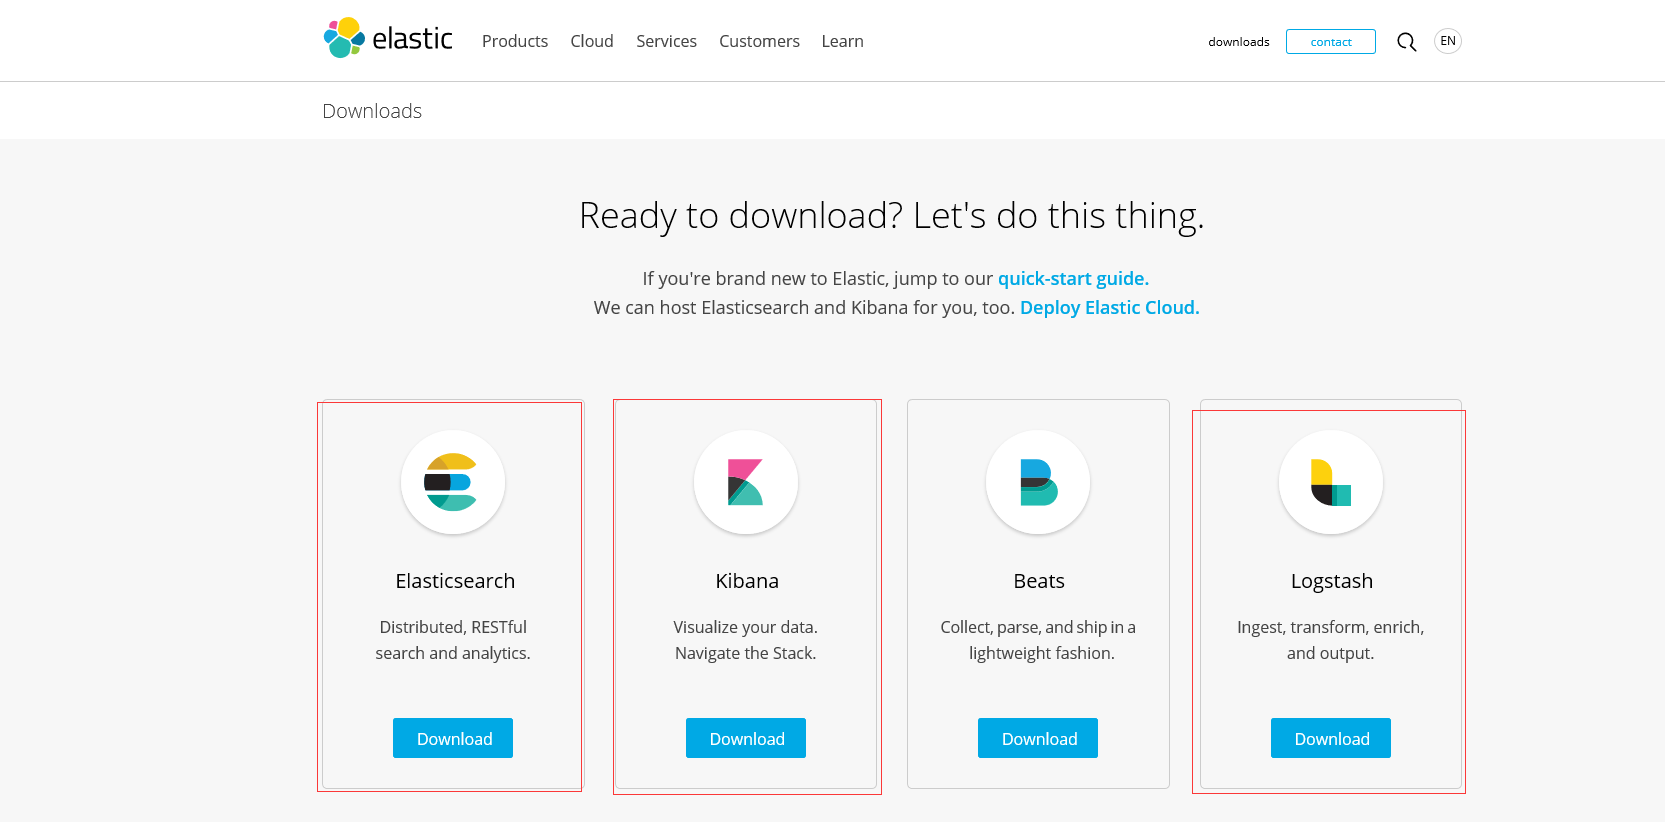 elastic
Products Cloud Services Customers Learn
downloads contact EN
Downloads
Ready to download? Let's do this thing.
If you're brand new to Elastic, jump to our quick-start guide.
We can host Elasticsearch and Kibana for you, too. Deploy Elastic Cloud.
Elasticsearch
Distributed, RESTful
search and analytics.
Download
Kibana
Visualize your data.
Navigate the Stack.
Download
Beats
Collect, parse, and ship in a
lightweight fashion.
Download
Logstash
Ingest, transform, enrich,
and output.
Download